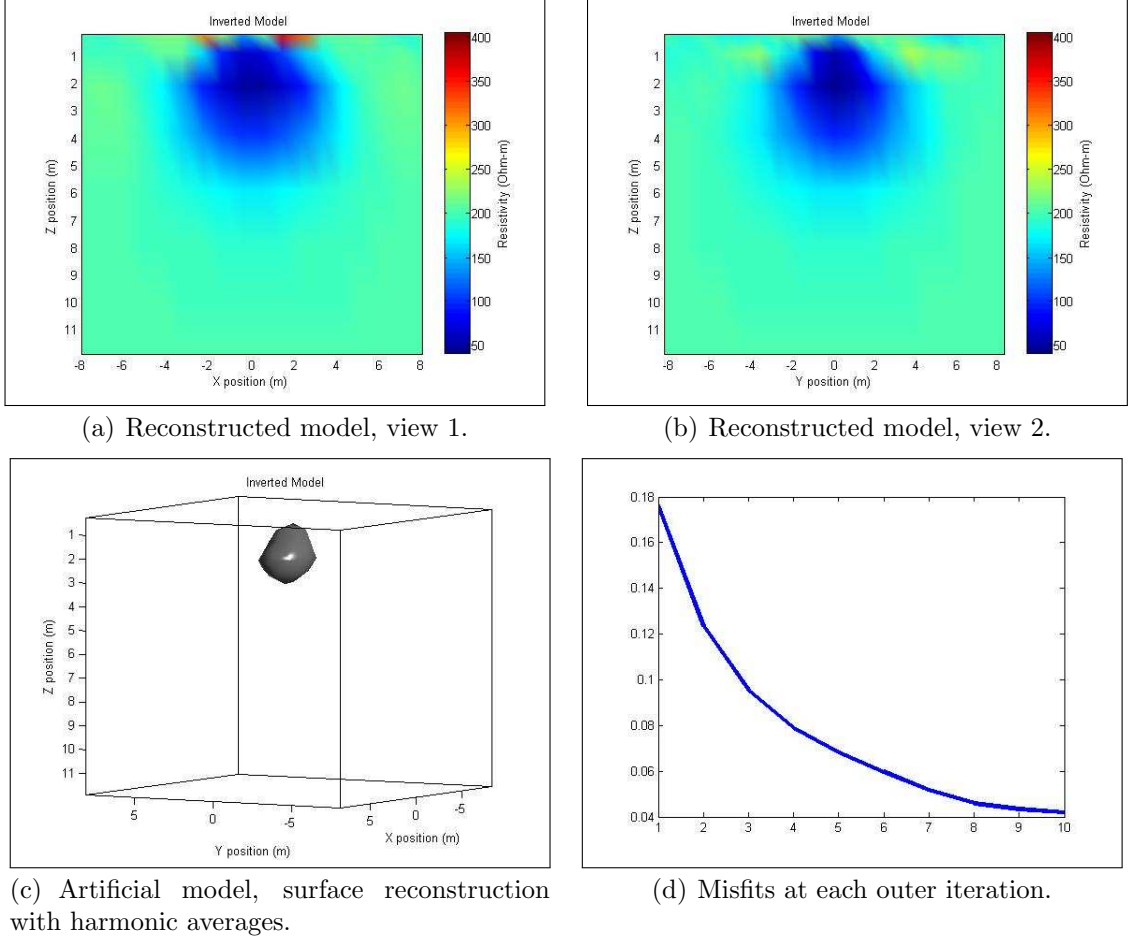 Inverted Model
1
2
3
4
5
6
7
8
9
10
11
Z position (m)
-8 -6 -4 -2 0 2 4 6 8
X position (m)
400
350
300
250
200
150
100
50
Resistivity (Ohm-m)
(a) Reconstructed model, view 1.
Inverted Model
1
2
3
4
5
6
7
8
9
10
11
Z position (m)
-8 -6 -4 -2 0 2 4 6 8
Y position (m)
400
350
300
250
200
150
100
50
Resistivity (Ohm-m)
(b) Reconstructed model, view 2.
Inverted Model
1
2
3
4
5
6
7
8
9
10
11
Z position (m)
5 0 -5
Y position (m)
5 0 -5
X position (m)
(c) Artificial model, surface reconstruction
with harmonic averages.
0.18
0.16
0.14
0.12
0.1
0.08
0.06
0.04
1 2 3 4 5 6 7 8 9 10
(d) Misfits at each outer iteration.